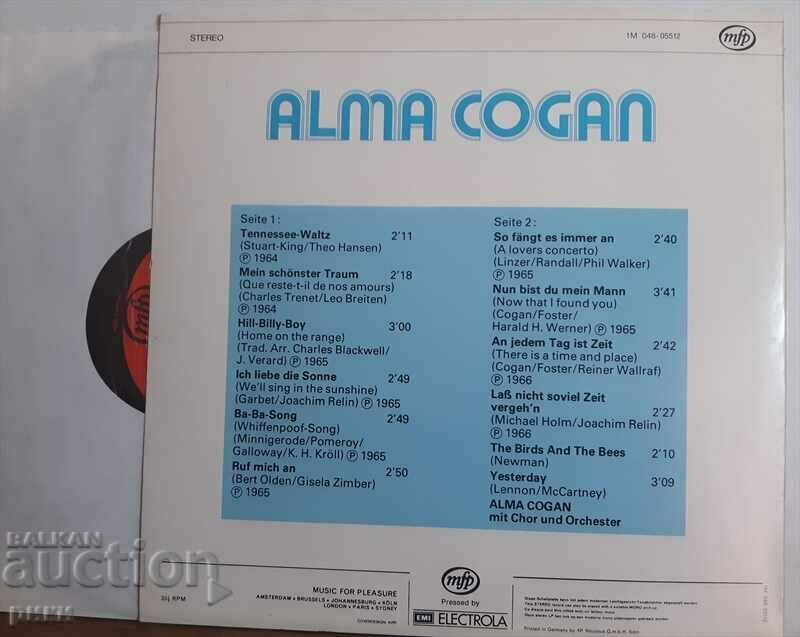 STEREO
1M 048-05512
mfp
ALMA COGAN
Seite 1:
Tennessee-Waltz 2'11
(Stuart-King/Theo Hansen)
Ⓟ 1964
Mein schönster Traum 2'18
(Que reste-t-il de nos amours)
(Charles Trenet/Leo Breiten)
Ⓟ 1964
Hill-Billy-Boy 3'00
(Home on the range)
(Trad. Arr. Charles Blackwell/
J. Verard) Ⓟ 1965
Ich liebe die Sonne 2'49
(We'll sing in the sunshine)
(Garbet/Joachim Relin) Ⓟ 1965
Ba-Ba-Song 2'49
(Whiffenpoof-Song)
(Minnigerode/Pomeroy/
Galloway/K. H. Kröll) Ⓟ 1965
Ruf mich an 2'50
(Bert Olden/Gisela Zimber)
Ⓟ 1965
Seite 2:
So fängt es immer an 2'40
(A lovers concerto)
(Linzer/Randall/Phil Walker)
Ⓟ 1965
Nun bist du mein Mann 3'41
(Now that I found you)
(Cogan/Foster/
Harald H. Werner) Ⓟ 1965
An jedem Tag ist Zeit 2'42
(There is a time and place)
(Cogan/Foster/Reiner Wallraf)
Ⓟ 1966
Laß nicht soviel Zeit
vergeh'n 2'27
(Michael Holm/Joachim Relin)
Ⓟ 1966
The Birds And The Bees 2'10
(Newman)
Yesterday 3'09
(Lennon/McCartney)
ALMA COGAN
mit Chor und Orchester
mfp
BALKAN
auction
33⅓ RPM
MUSIC FOR PLEASURE
AMSTERDAM • BRUSSELS • JOHANNESBURG • KÖLN
LONDON • PARIS • SYDNEY
mfp
Pressed by
EMI ELECTROLA